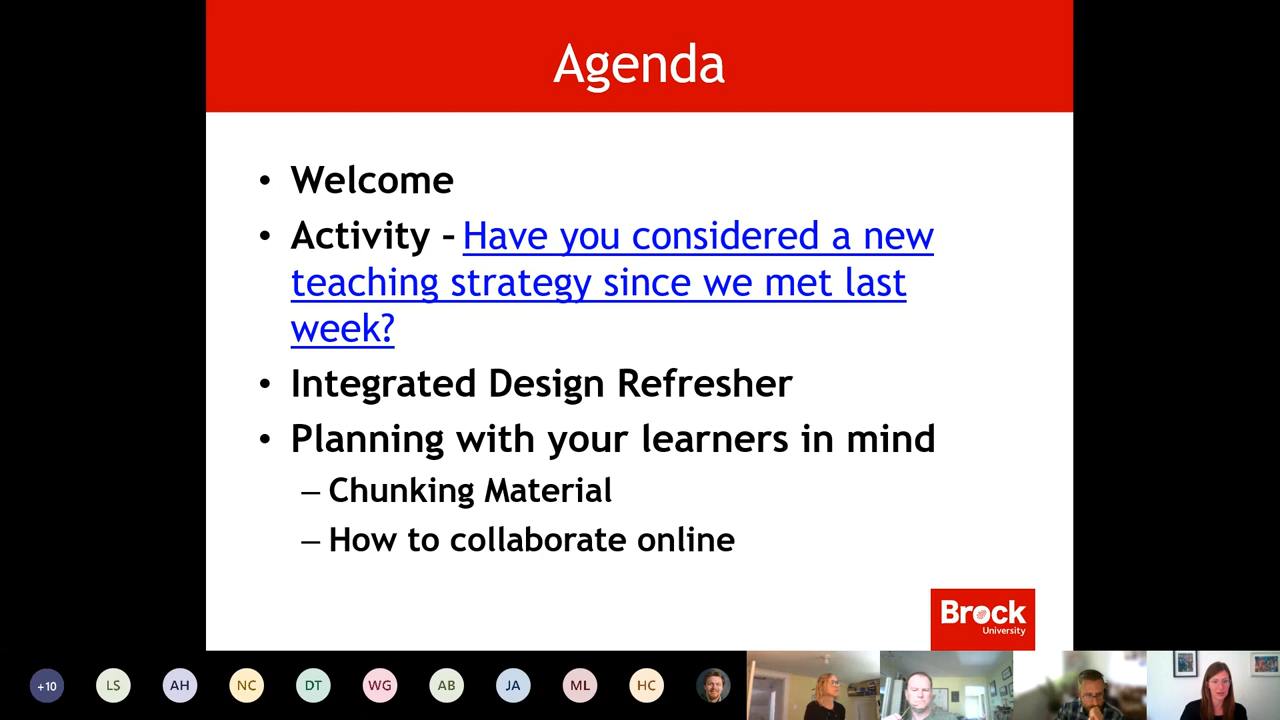 Agenda
• Welcome
• Activity – Have you considered a new
teaching strategy since we met last
week?
• Integrated Design Refresher
• Planning with your learners in mind
– Chunking Material
– How to collaborate online
Brock
University
+10 LS AH NC DT WG AB JA ML HC